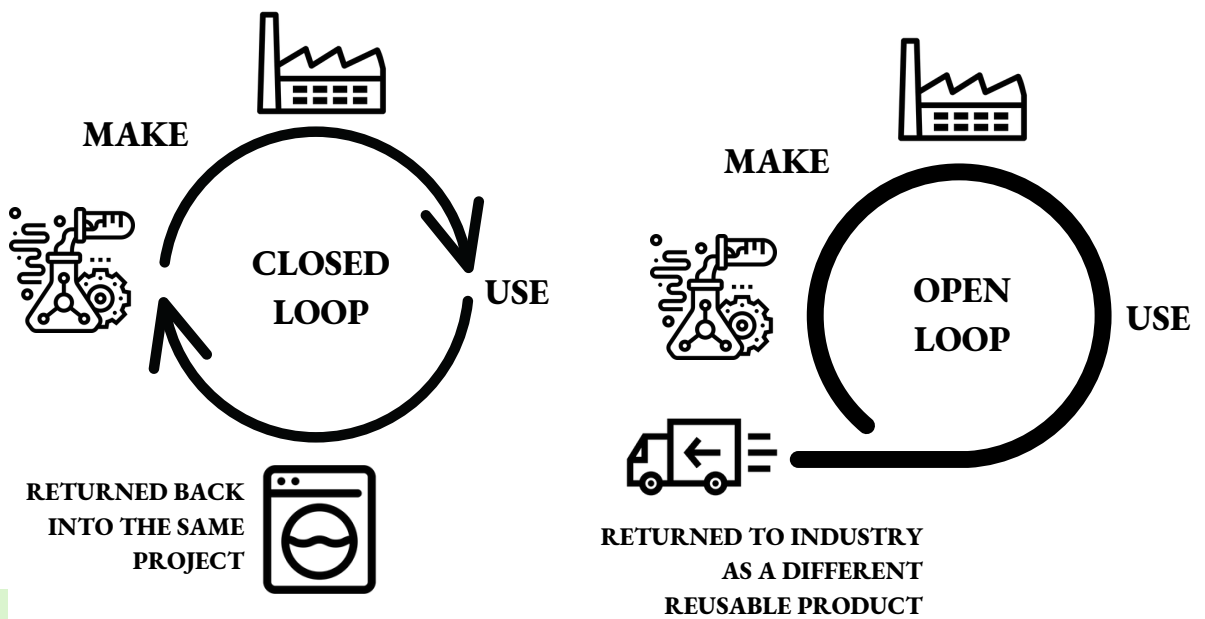 MAKE
CLOSED
LOOP
USE
RETURNED BACK
INTO THE SAME
PROJECT
MAKE
OPEN
LOOP
USE
RETURNED TO INDUSTRY
AS A DIFFERENT
REUSABLE PRODUCT